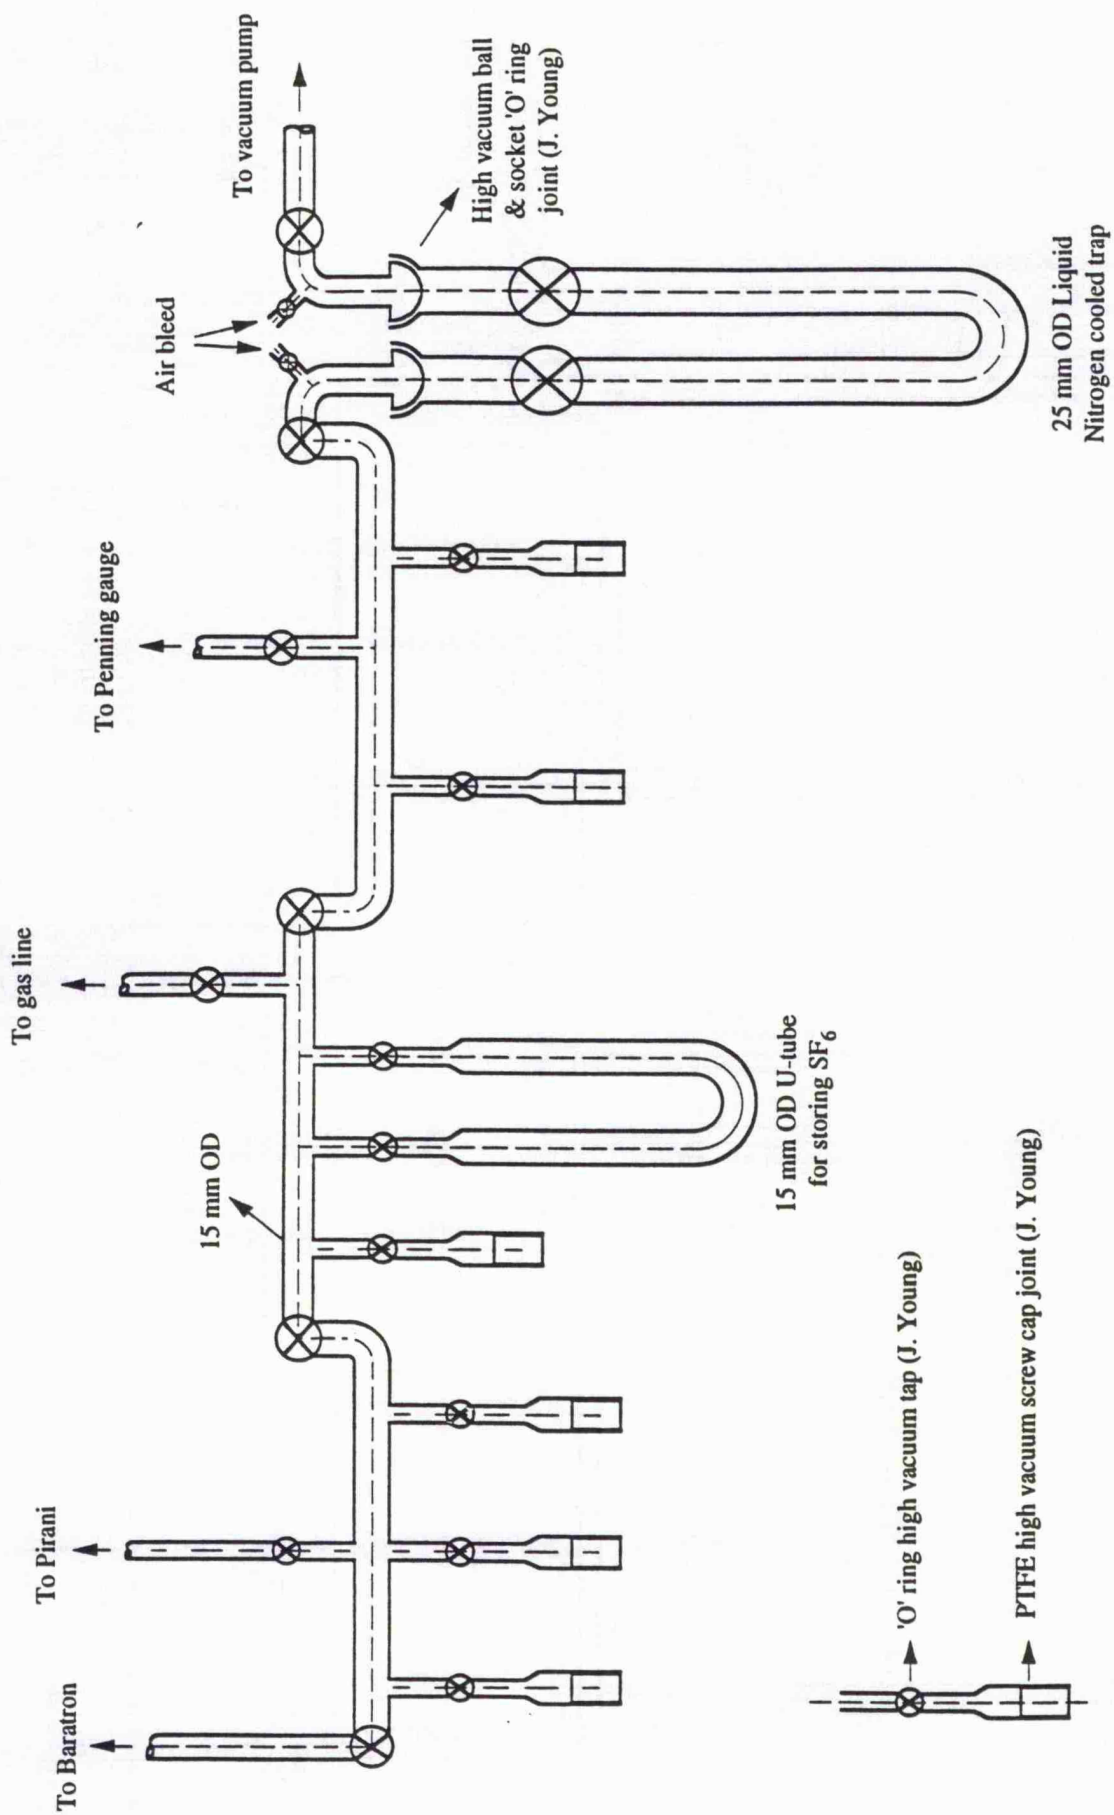 To Baratron
To Pirani
To gas line
To Penning gauge
Air bleed
To vacuum pump
15 mm OD
High vacuum ball
& socket 'O' ring
joint (J. Young)
15 mm OD U-tube
for storing SF₆
25 mm OD Liquid
Nitrogen cooled trap
'O' ring high vacuum tap (J. Young)
PTFE high vacuum screw cap joint (J. Young)